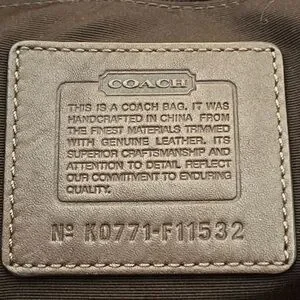 COACH
THIS IS A COACH BAG. IT WAS
HANDCRAFTED IN CHINA FROM
THE FINEST MATERIALS TRIMMED
WITH GENUINE LEATHER. ITS
SUPERIOR CRAFTSMANSHIP AND
ATTENTION TO DETAIL REFLECT
OUR COMMITMENT TO ENDURING
QUALITY.
Nº K0771-F11532